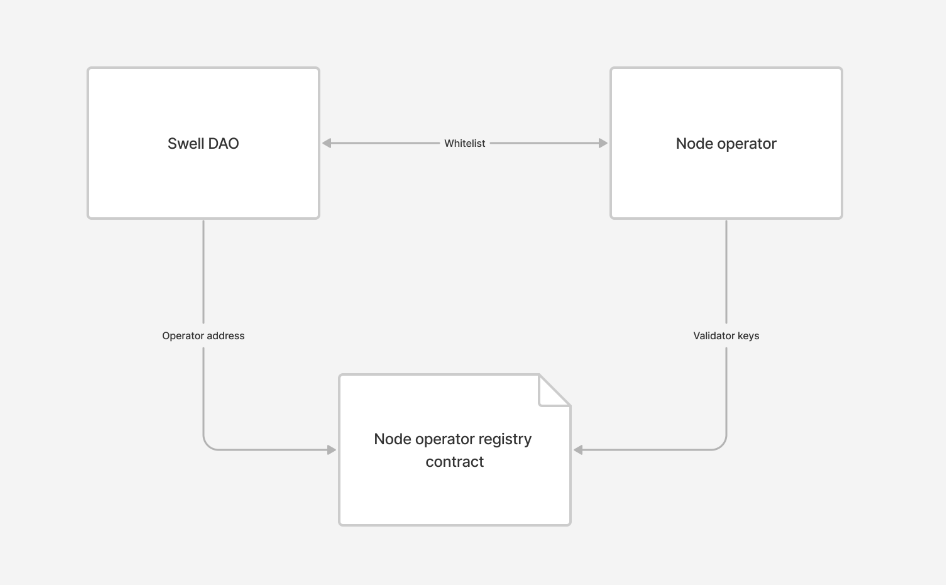 Swell DAO
Whitelist
Node operator
Operator address
Validator keys
Node operator registry
contract